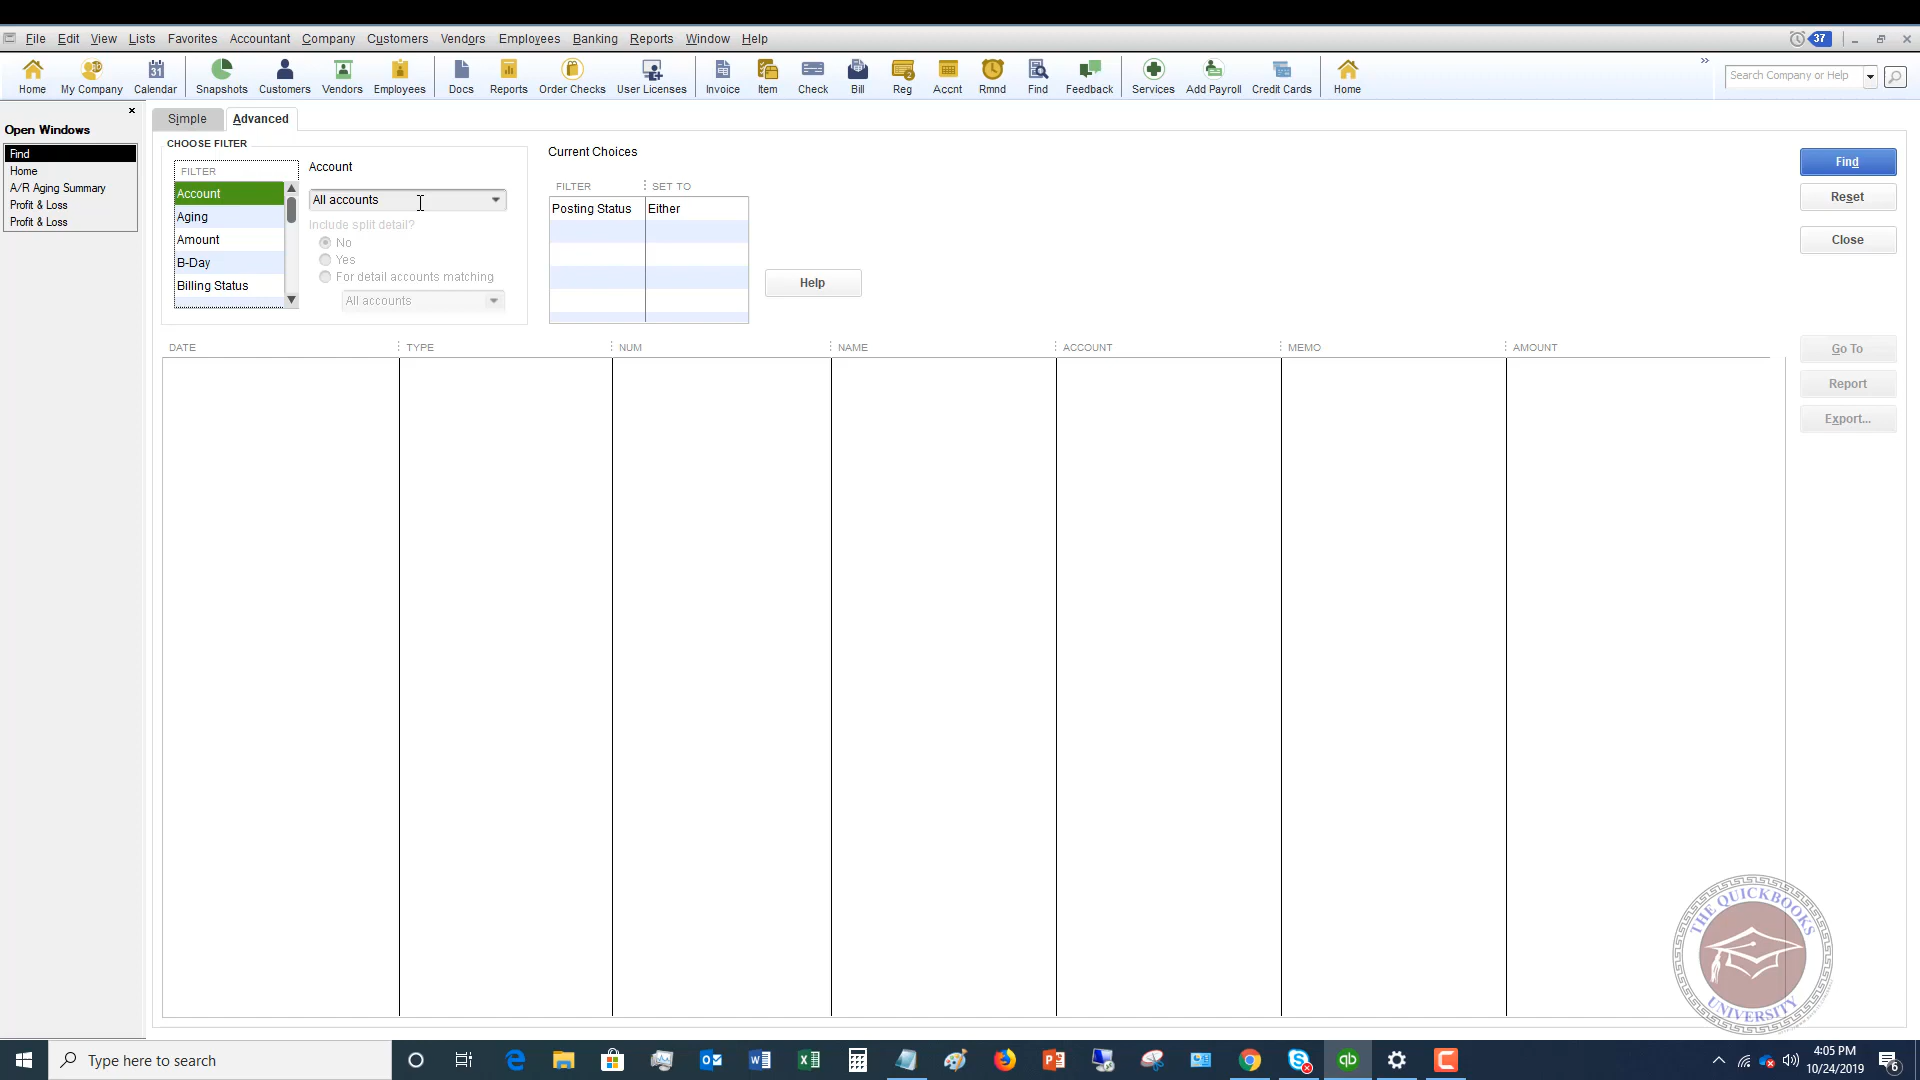 File Edit View Lists Favorites Accountant Company Customers Vendors Employees Banking Reports Window Help
37
Home My Company Calendar Snapshots Customers Vendors Employees Docs Reports Order Checks User Licenses Invoice Item Check Bill Reg Accnt Rmnd Find Feedback Services Add Payroll Credit Cards Home
Search Company or Help
Open Windows
Find
Home
A/R Aging Summary
Profit & Loss
Profit & Loss
Simple Advanced
CHOOSE FILTER
FILTER
Account
Aging
Amount
B-Day
Billing Status
Account
All accounts
Include split detail?
No
Yes
For detail accounts matching
All accounts
Current Choices
FILTER SET TO
Posting Status Either
Help
Find
Reset
Close
DATE TYPE NUM NAME ACCOUNT MEMO AMOUNT
Go To
Report
Export...
THE QUICKBOOKS
UNIVERSITY
Type here to search
4:05 PM
10/24/2019
6